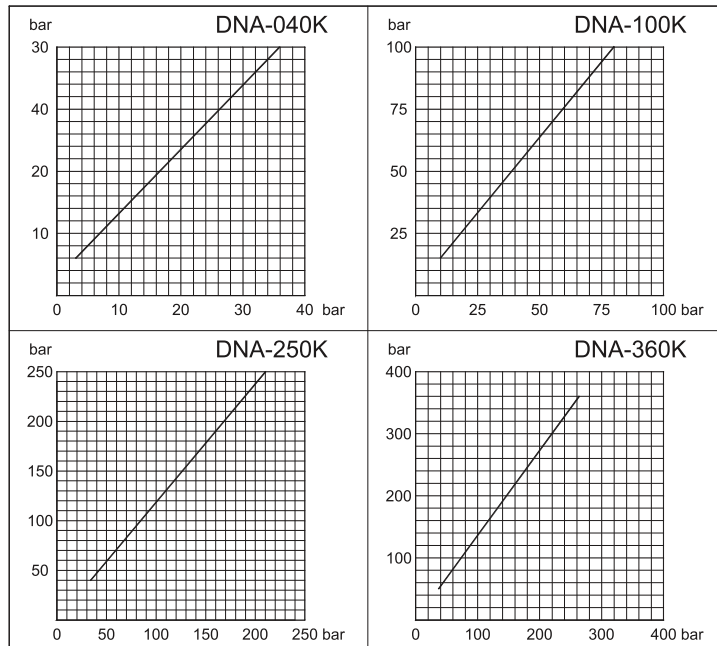 bar DNA-040K
30
40
20
10
0 10 20 30 40 bar
bar DNA-100K
100
75
50
25
0 25 50 75 100 bar
bar DNA-250K
250
200
150
100
50
0 50 100 150 200 250 bar
bar DNA-360K
400
300
200
100
0 100 200 300 400 bar